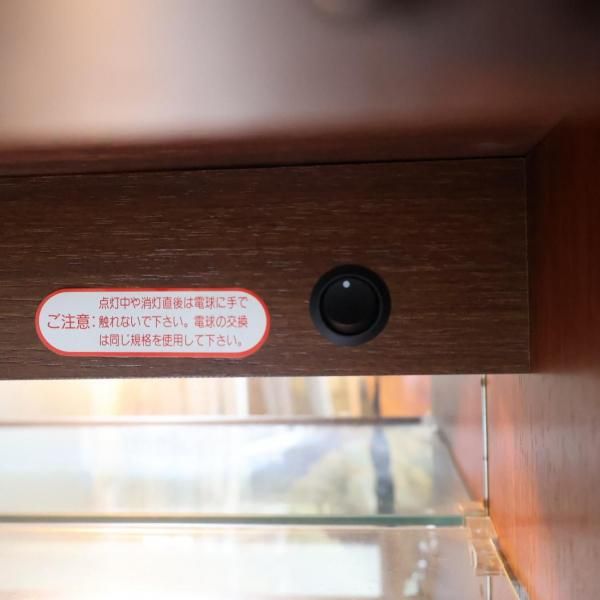 点灯中や消灯直後は電球に手で
ご注意:触れないで下さい。電球の交換
は同じ規格を使用して下さい。